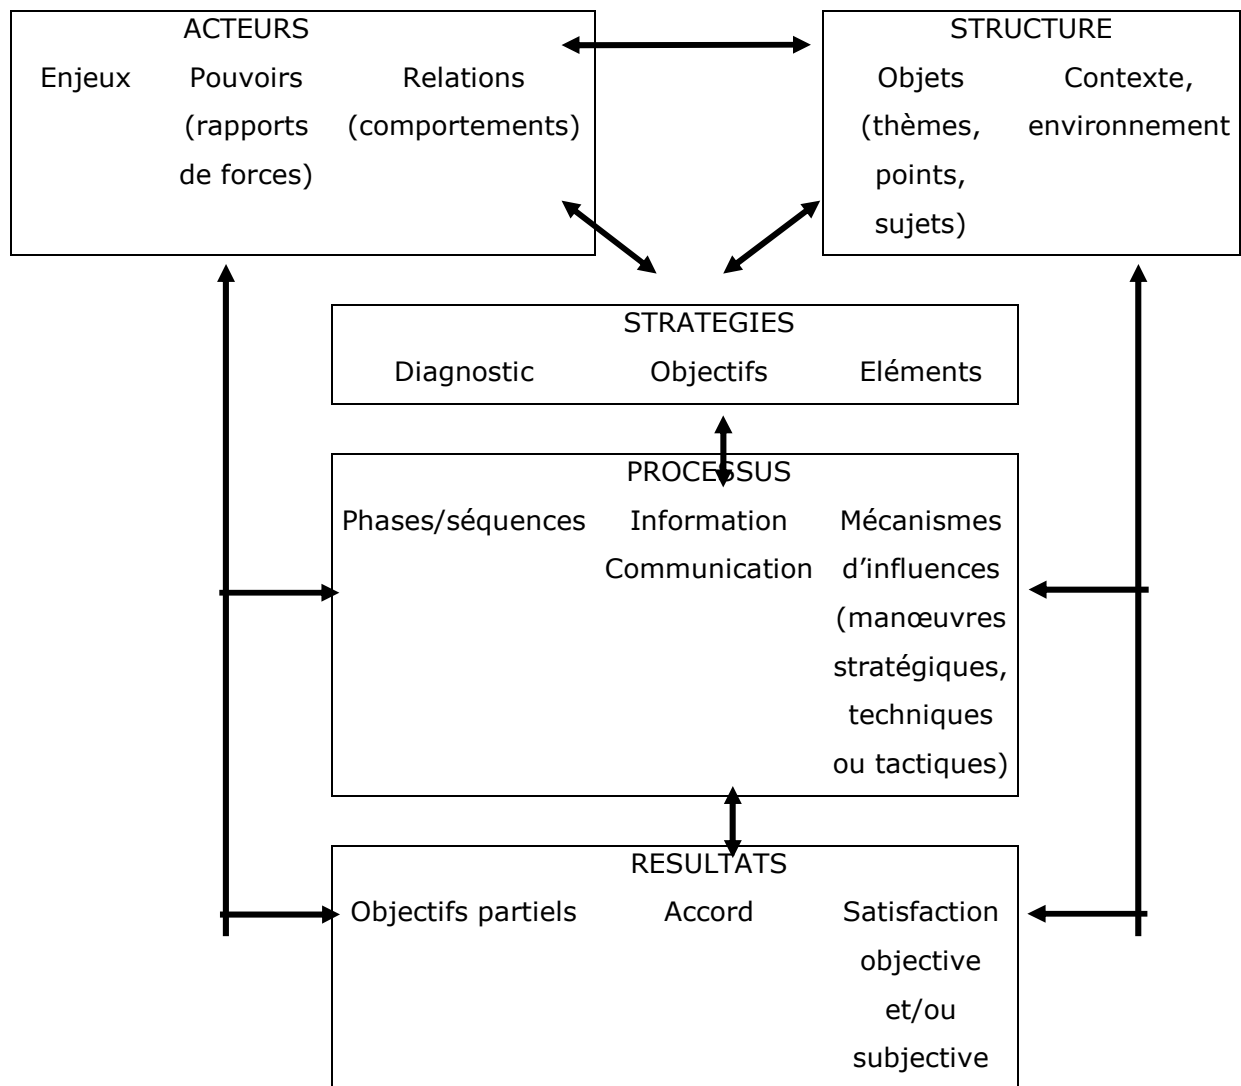 ACTEURS
Enjeux Pouvoirs Relations
(rapports (comportements)
de forces)
STRUCTURE
Objets Contexte,
(thèmes, environnement
points,
sujets)
STRATEGIES
Diagnostic Objectifs Eléments
PROCESSUS
Phases/séquences Information Mécanismes
Communication d’influences
(manœuvres
stratégiques,
techniques
ou tactiques)
RESULTATS
Objectifs partiels Accord Satisfaction
objective
et/ou
subjective